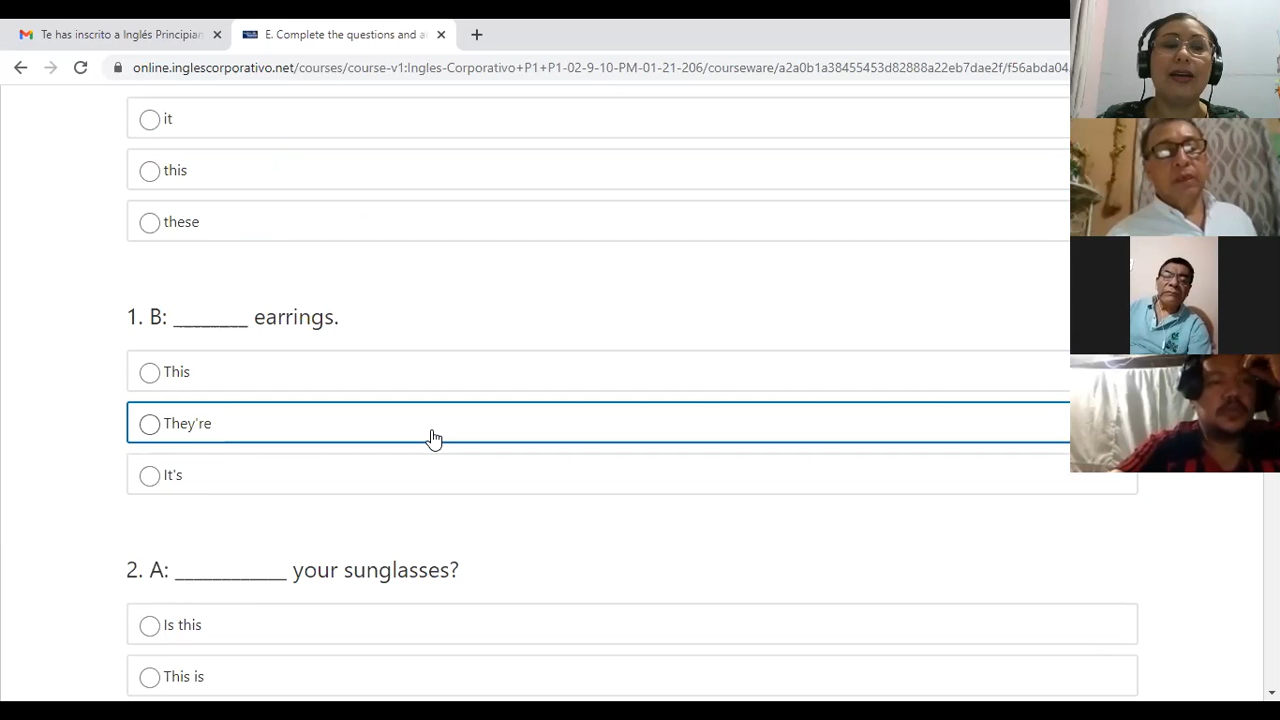 Te has inscrito a Inglés Principian
E. Complete the questions and a
online.inglescorporativo.net/courses/course-v1:Ingles-Corporativo+P1+P1-02-9-10-PM-01-21-206/courseware/a2a0b1a38455453d82888a22eb7dae2f/f56abda04
it
this
these
1. B: ________ earrings.
This
They're
It's
2. A: ____________ your sunglasses?
Is this
This is